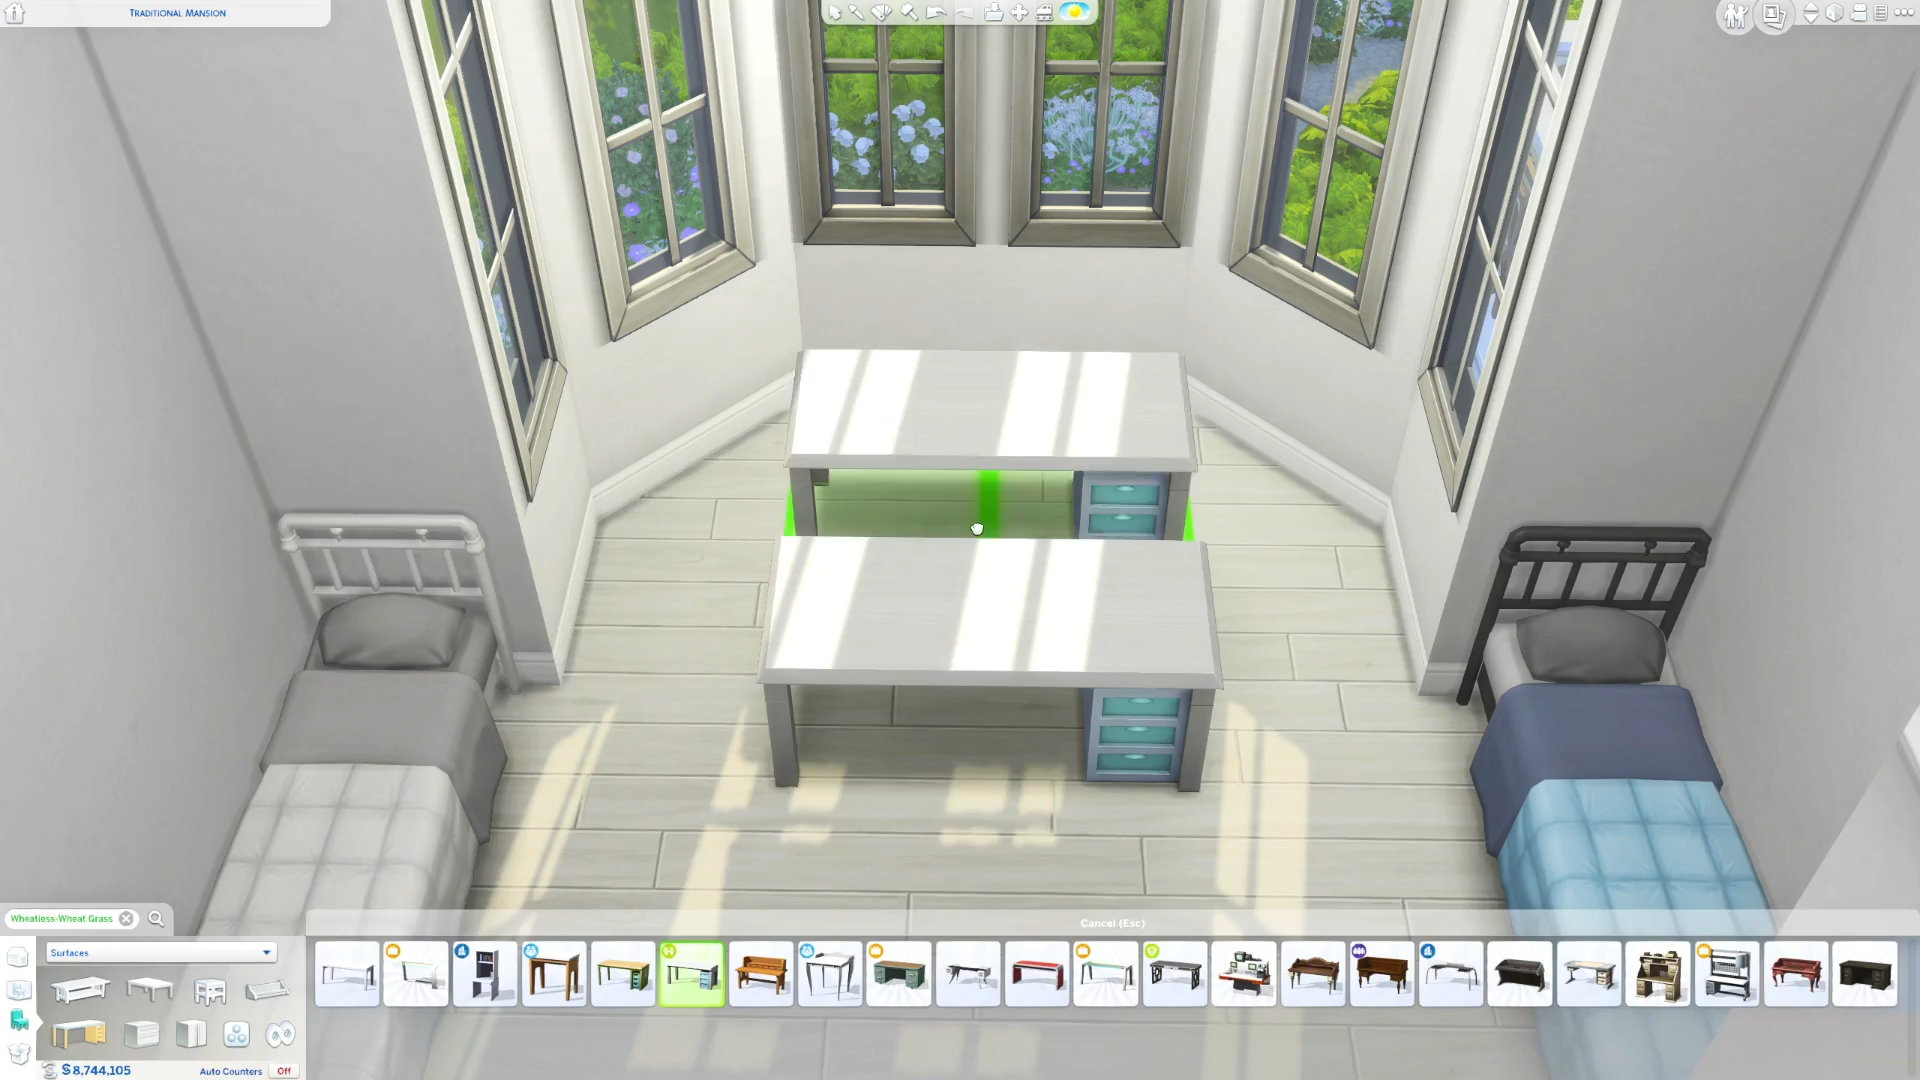 TRADITIONAL MANSION
Cancel (Esc)
Wheatless-Wheat Grass
Surfaces
§8,744,105
Auto Counters Off